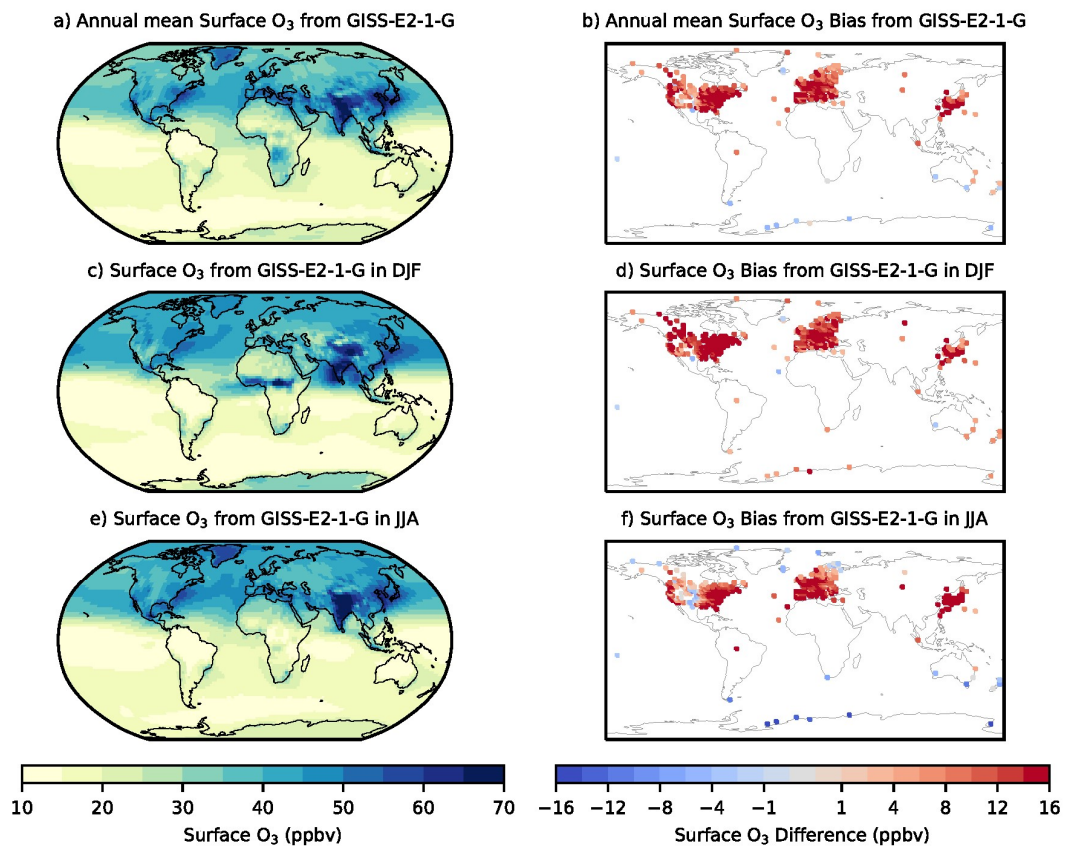 a) Annual mean Surface O₃ from GISS-E2-1-G
b) Annual mean Surface O₃ Bias from GISS-E2-1-G
c) Surface O₃ from GISS-E2-1-G in DJF
d) Surface O₃ Bias from GISS-E2-1-G in DJF
e) Surface O₃ from GISS-E2-1-G in JJA
f) Surface O₃ Bias from GISS-E2-1-G in JJA
10 20 30 40 50 60 70
Surface O₃ (ppbv)
−16 −12 −8 −4 −1 1 4 8 12 16
Surface O₃ Difference (ppbv)